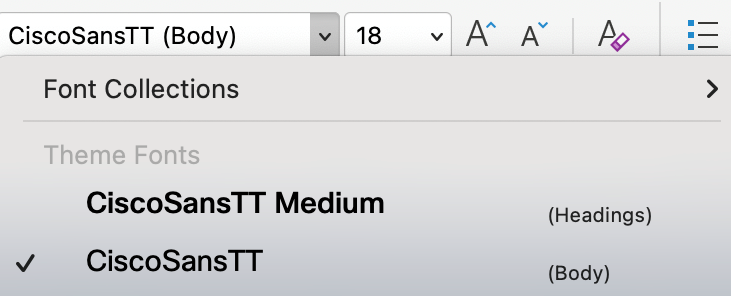 CiscoSansTT (Body) 18 A A A
Font Collections
Theme Fonts
CiscoSansTT Medium (Headings)
CiscoSansTT (Body)